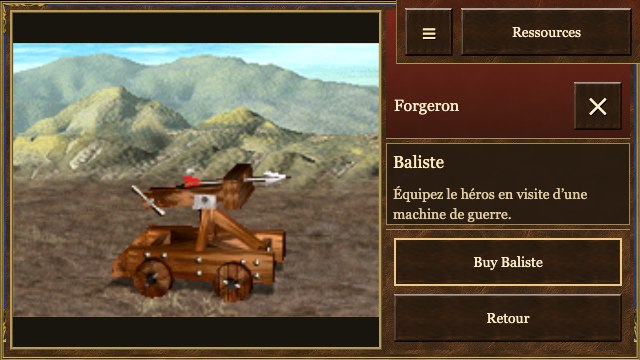 Ressources
Forgeron
Baliste
Équipez le héros en visite d’une
machine de guerre.
Buy Baliste
Retour